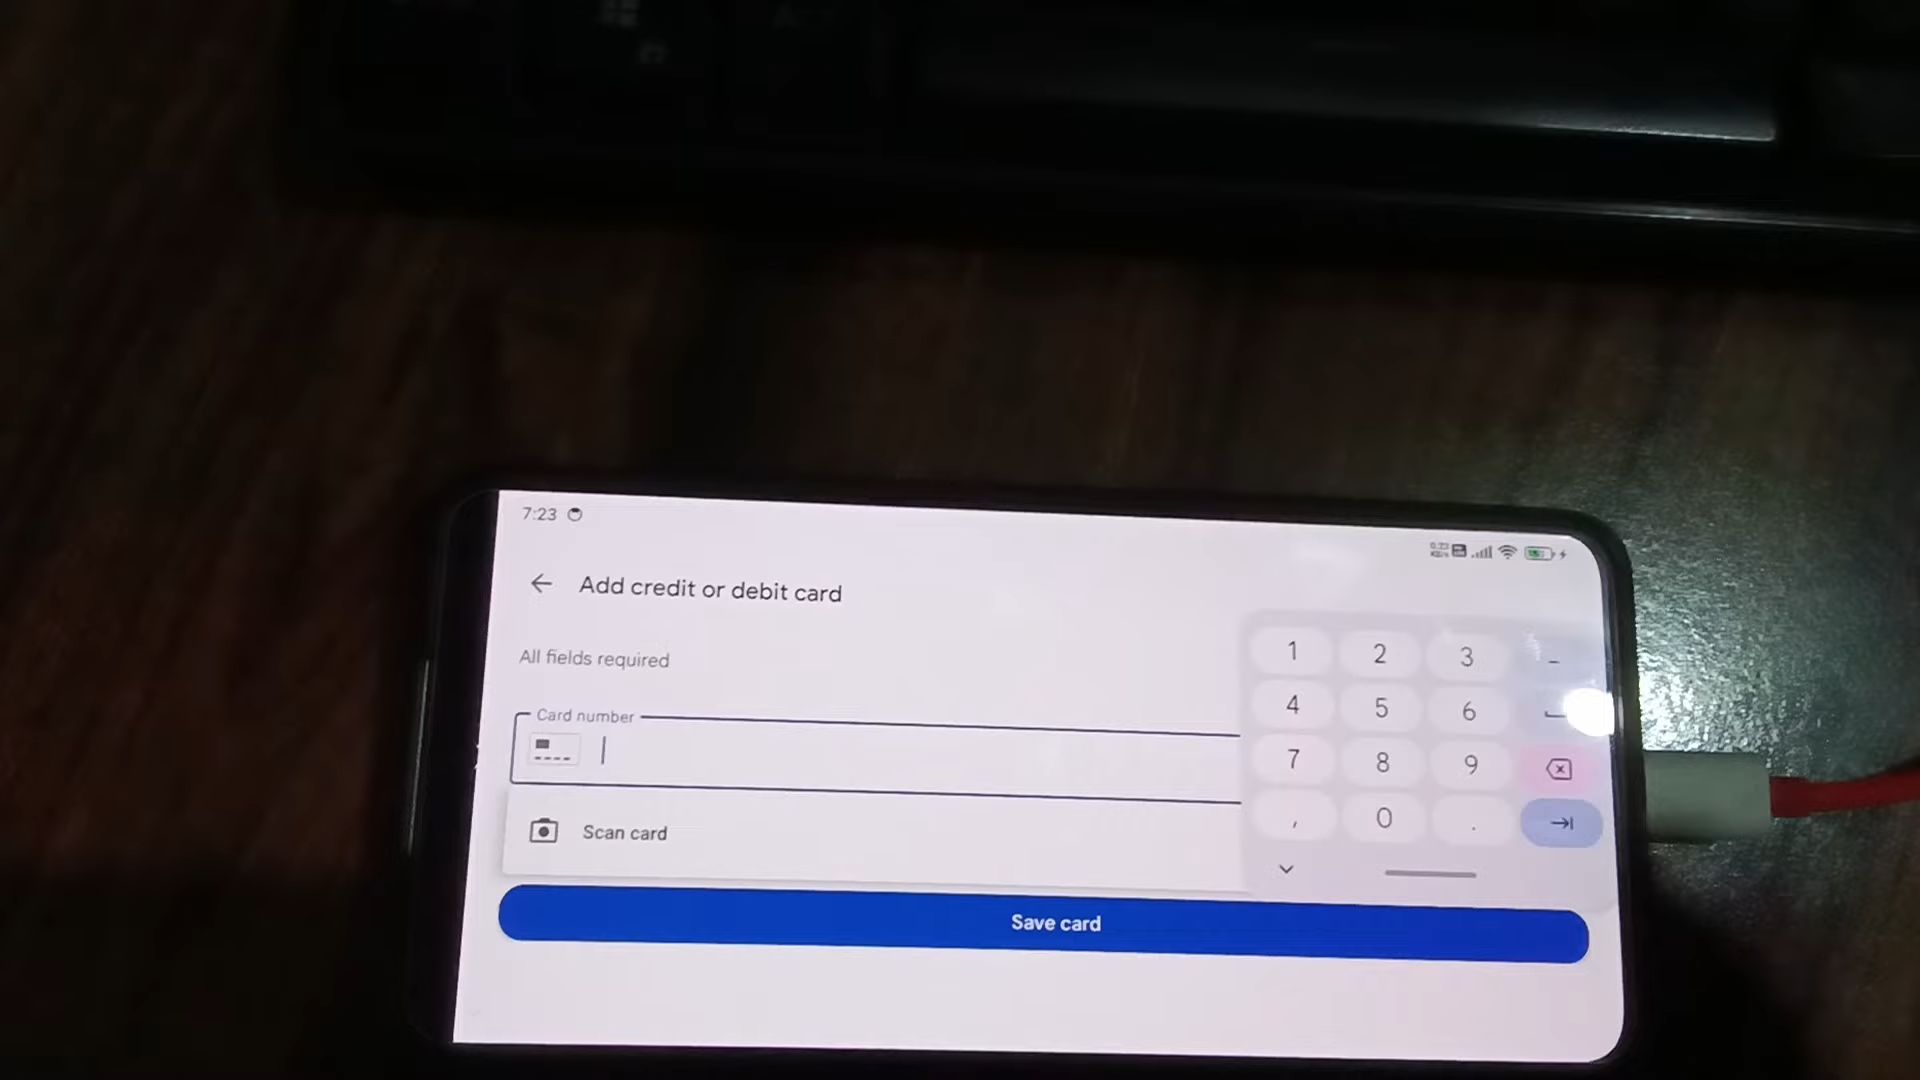 7:23
Add credit or debit card
All fields required
Card number
Scan card
Save card
1 2 3 -
4 5 6
7 8 9
, 0 .